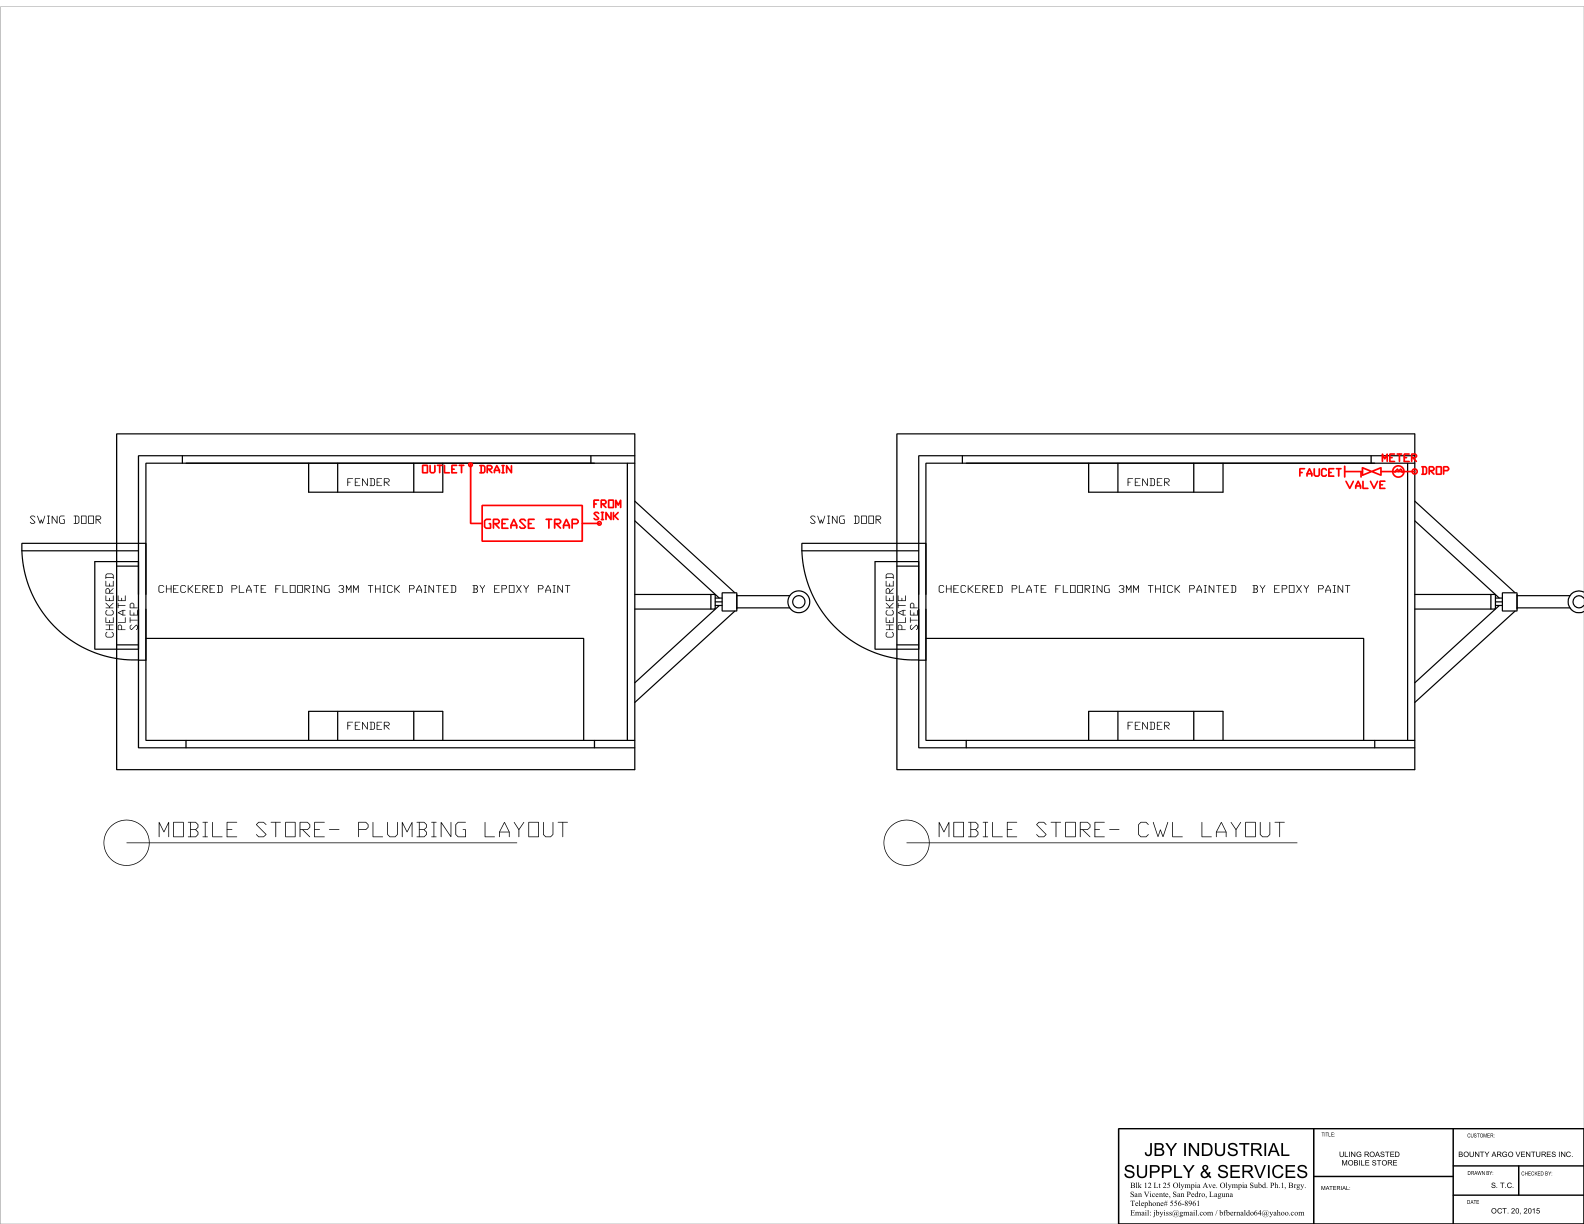 OUTLET DRAIN
FENDER
FROM
SINK
GREASE TRAP
SWING DOOR
CHECKERED
PLATE
STEP
CHECKERED PLATE FLOORING 3MM THICK PAINTED BY EPOXY PAINT
FENDER
MOBILE STORE- PLUMBING LAYOUT
METER
FAUCET
DROP
VALVE
FENDER
SWING DOOR
CHECKERED
PLATE
STEP
CHECKERED PLATE FLOORING 3MM THICK PAINTED BY EPOXY PAINT
FENDER
MOBILE STORE- CWL LAYOUT
JBY INDUSTRIAL
SUPPLY & SERVICES
Blk 12 Lt 25 Olympia Ave. Olympia Subd. Ph.1, Brgy.
San Vicente, San Pedro, Laguna
Telephone# 556-8961
Email: jbyiss@gmail.com / bfbernaldo64@yahoo.com
TITLE:
ULING ROASTED
MOBILE STORE
MATERIAL:
CUSTOMER:
BOUNTY ARGO VENTURES INC.
DRAWN BY:
S. T.C.
CHECKED BY:
DATE
OCT. 20, 2015